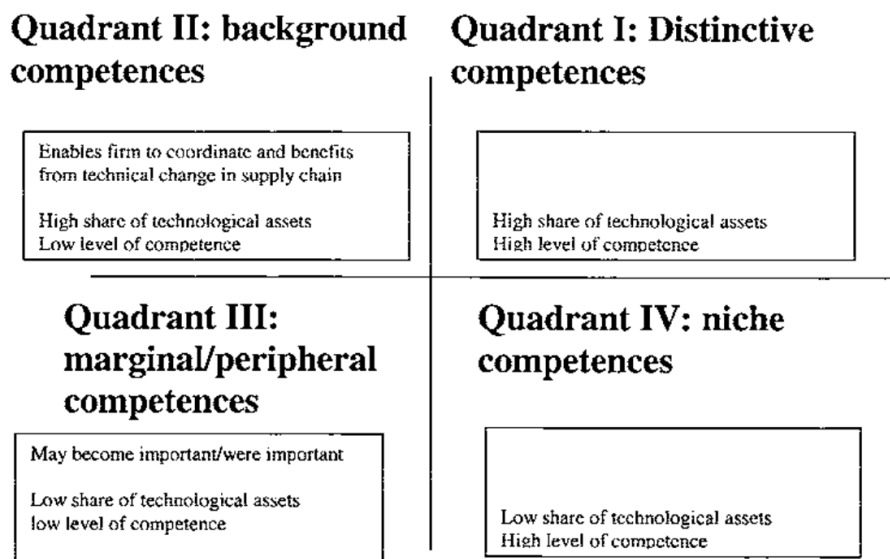 Quadrant II: background
competences
Enables firm to coordinate and benefits
from technical change in supply chain
High share of technological assets
Low level of competence
Quadrant I: Distinctive
competences
High share of technological assets
High level of competence
Quadrant III:
marginal/peripheral
competences
May become important/were important
Low share of technological assets
low level of competence
Quadrant IV: niche
competences
Low share of technological assets
High level of competence